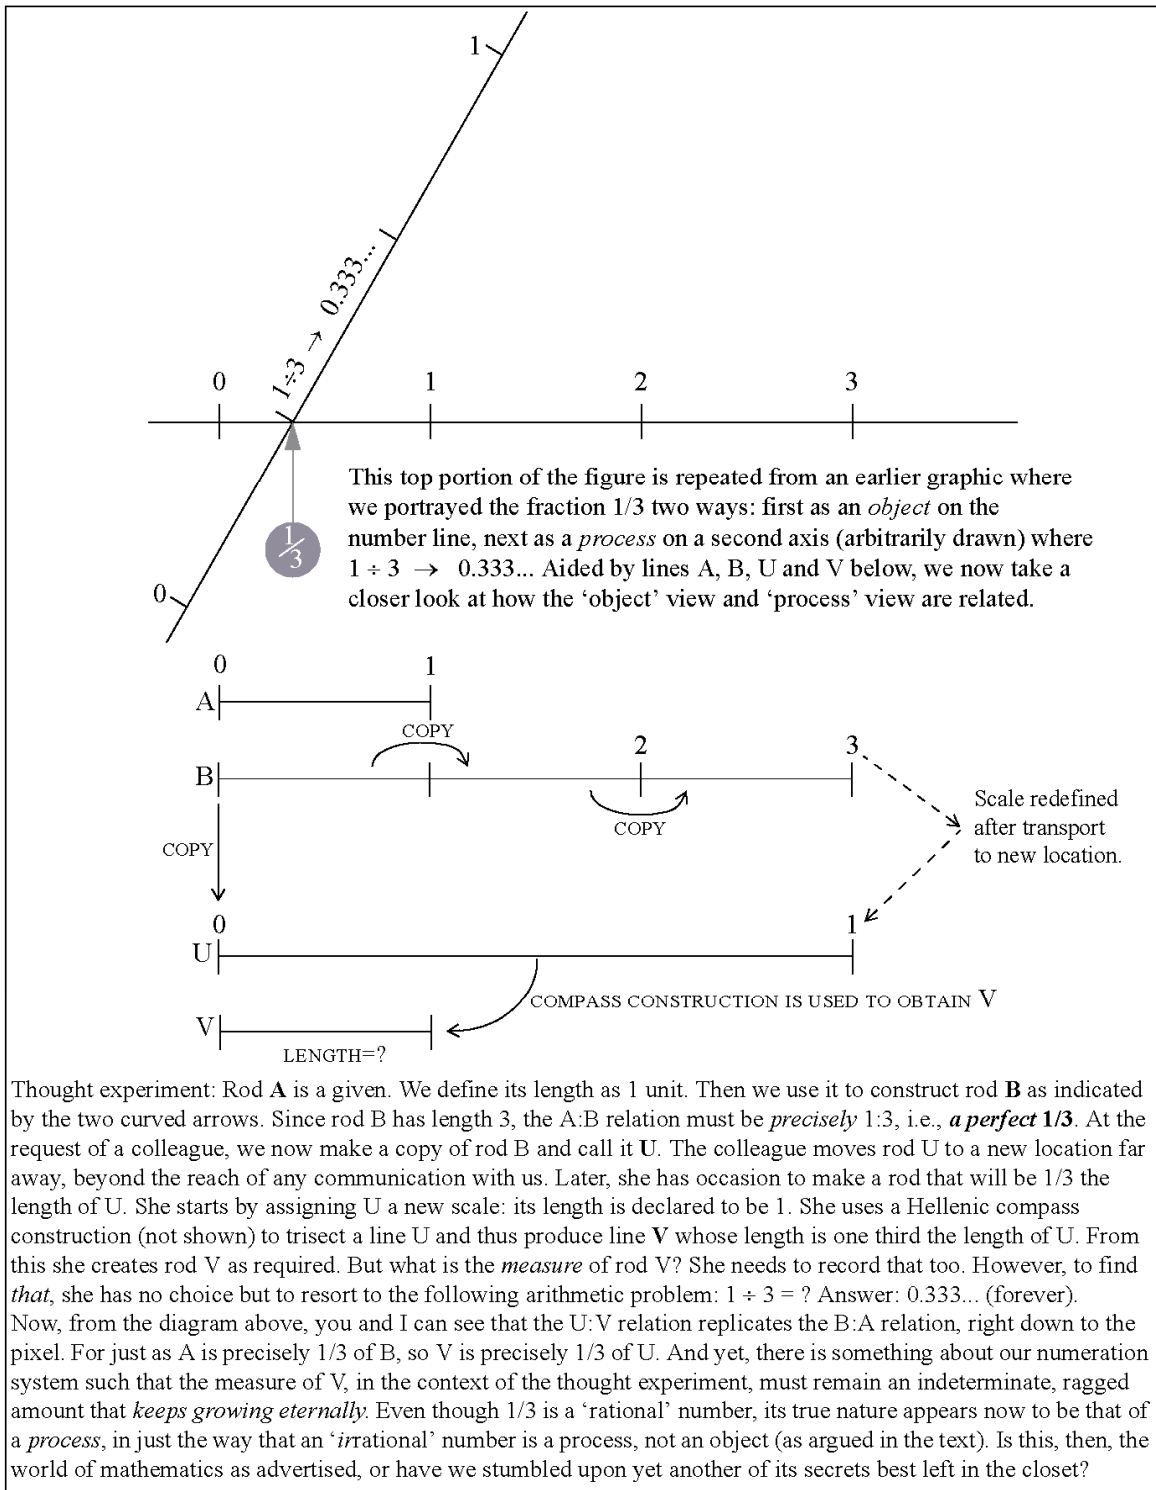 1
1÷3 → 0.333...
0 1 2 3
1/3
This top portion of the figure is repeated from an earlier graphic where
we portrayed the fraction 1/3 two ways: first as an object on the
number line, next as a process on a second axis (arbitrarily drawn) where
1 ÷ 3 → 0.333... Aided by lines A, B, U and V below, we now take a
closer look at how the ‘object’ view and ‘process’ view are related.
0
0 1
A
COPY
2 3
B
COPY
Scale redefined
after transport
to new location.
COPY
0 1
U
COMPASS CONSTRUCTION IS USED TO OBTAIN V
V
LENGTH=?
Thought experiment: Rod A is a given. We define its length as 1 unit. Then we use it to construct rod B as indicated
by the two curved arrows. Since rod B has length 3, the A:B relation must be precisely 1:3, i.e., a perfect 1/3. At the
request of a colleague, we now make a copy of rod B and call it U. The colleague moves rod U to a new location far
away, beyond the reach of any communication with us. Later, she has occasion to make a rod that will be 1/3 the
length of U. She starts by assigning U a new scale: its length is declared to be 1. She uses a Hellenic compass
construction (not shown) to trisect a line U and thus produce line V whose length is one third the length of U. From
this she creates rod V as required. But what is the measure of rod V? She needs to record that too. However, to find
that, she has no choice but to resort to the following arithmetic problem: 1 ÷ 3 = ? Answer: 0.333... (forever).
Now, from the diagram above, you and I can see that the U:V relation replicates the B:A relation, right down to the
pixel. For just as A is precisely 1/3 of B, so V is precisely 1/3 of U. And yet, there is something about our numeration
system such that the measure of V, in the context of the thought experiment, must remain an indeterminate, ragged
amount that keeps growing eternally. Even though 1/3 is a ‘rational’ number, its true nature appears now to be that of
a process, in just the way that an ‘irrational’ number is a process, not an object (as argued in the text). Is this, then, the
world of mathematics as advertised, or have we stumbled upon yet another of its secrets best left in the closet?